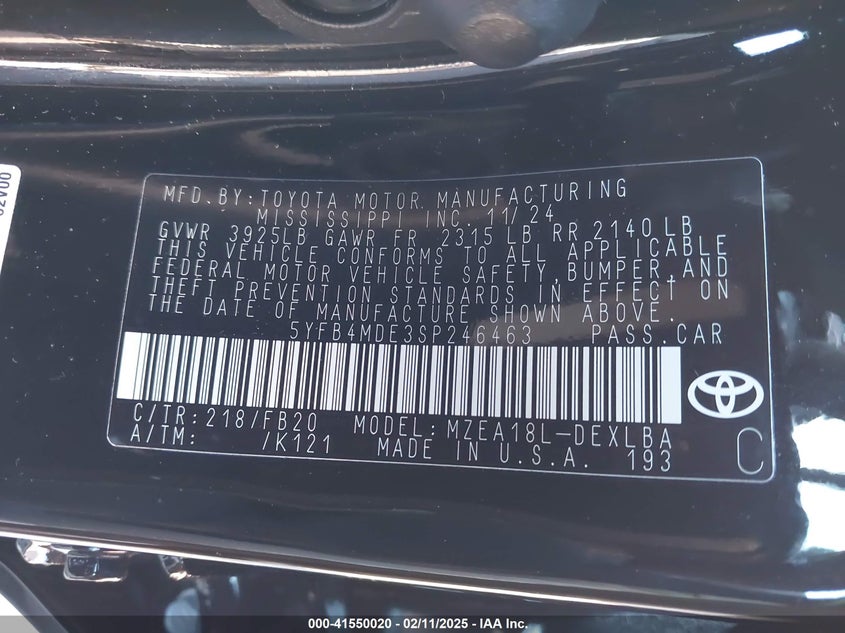 02V00
MFD.BY:TOYOTA MOTOR MANUFACTURING
MISSISSIPPI INC. 11/24
GVWR 3925LB GAWR FR 2315 LB RR 2140 LB
THIS VEHICLE CONFORMS TO ALL APPLICABLE
FEDERAL MOTOR VEHICLE SAFETY,BUMPER,AND
THEFT PREVENTION STANDARDS IN EFFECT ON
THE DATE OF MANUFACTURE SHOWN ABOVE.
5YFB4MDE3SP246463 PASS.CAR
C/TR:218/FB20 MODEL:MZEA18L-DEXLBA
A/TM: /K121 MADE IN U.S.A. 193
C
000-41550020 - 02/11/2025 - IAA Inc.